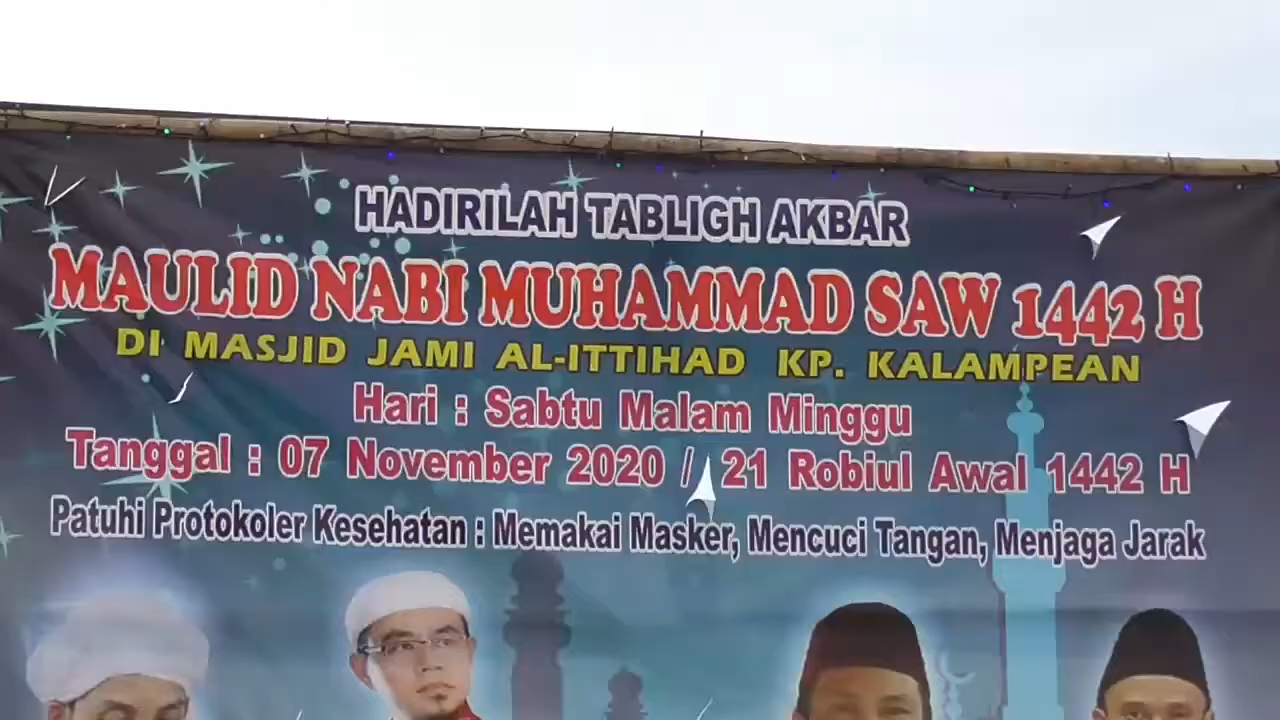 HADIRILAH TABLIGH AKBAR
MAULID NABI MUHAMMAD SAW 1442 H
DI MASJID JAMI AL-ITTIHAD KP. KALAMPEAN
Hari : Sabtu Malam Minggu
Tanggal : 07 November 2020 / 21 Robiul Awal 1442 H
Patuhi Protokoler Kesehatan : Memakai Masker, Mencuci Tangan, Menjaga Jarak